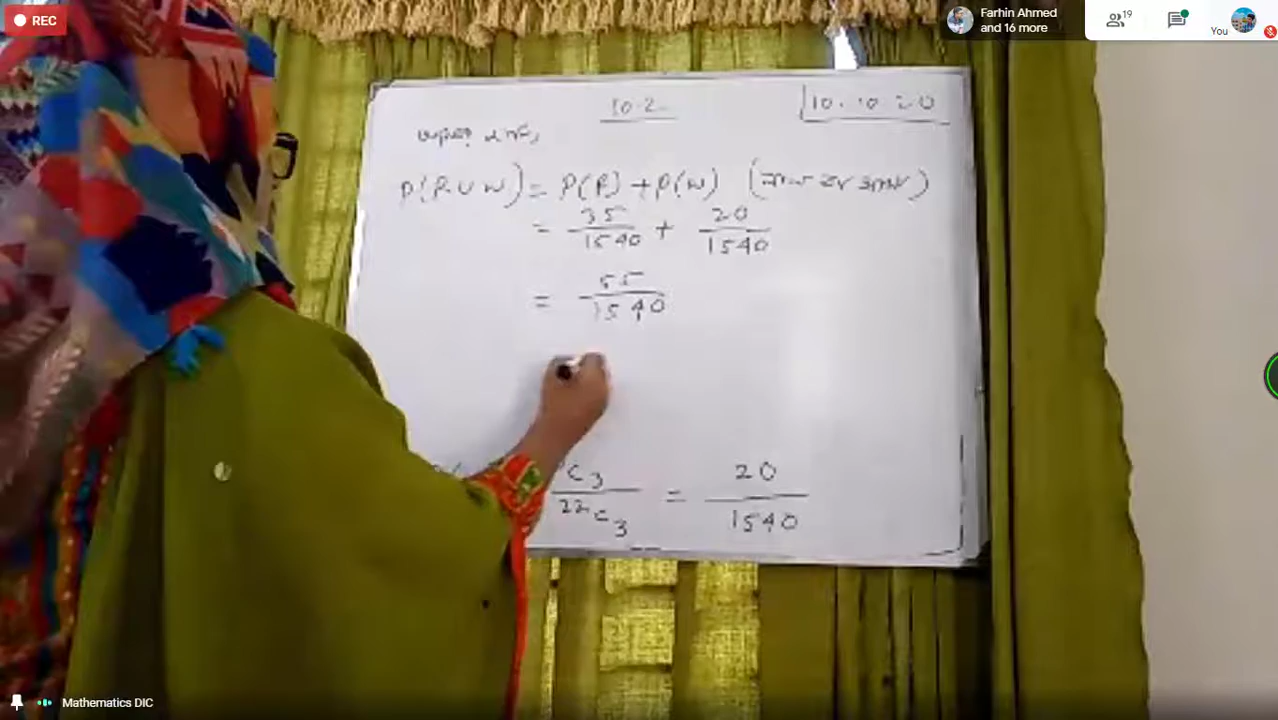 REC
Farhin Ahmed
and 16 more
19
You
10.2
10.10.20
P(R∪W) = P(R) + P(W)
= 35/1540 + 20/1540
= 55/1540
C₃/²²C₃ = 20/1540
Mathematics DIC